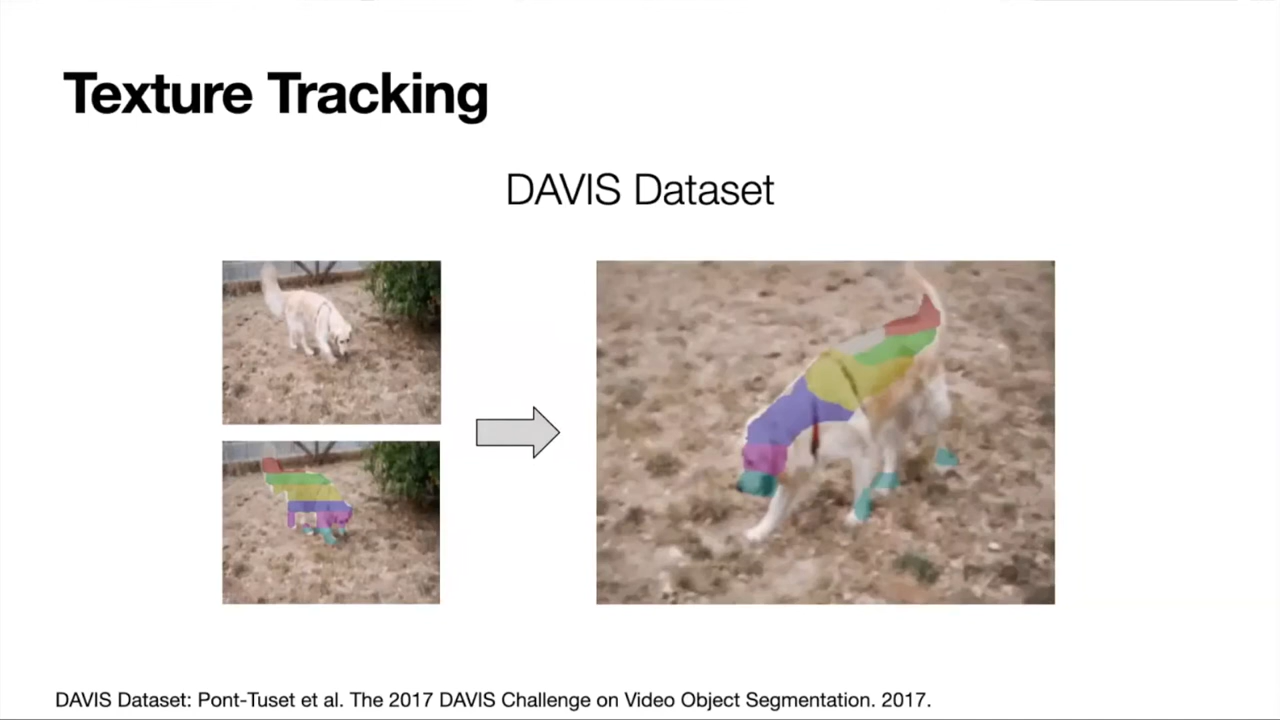 Texture Tracking
DAVIS Dataset
DAVIS Dataset: Pont-Tuset et al. The 2017 DAVIS Challenge on Video Object Segmentation. 2017.